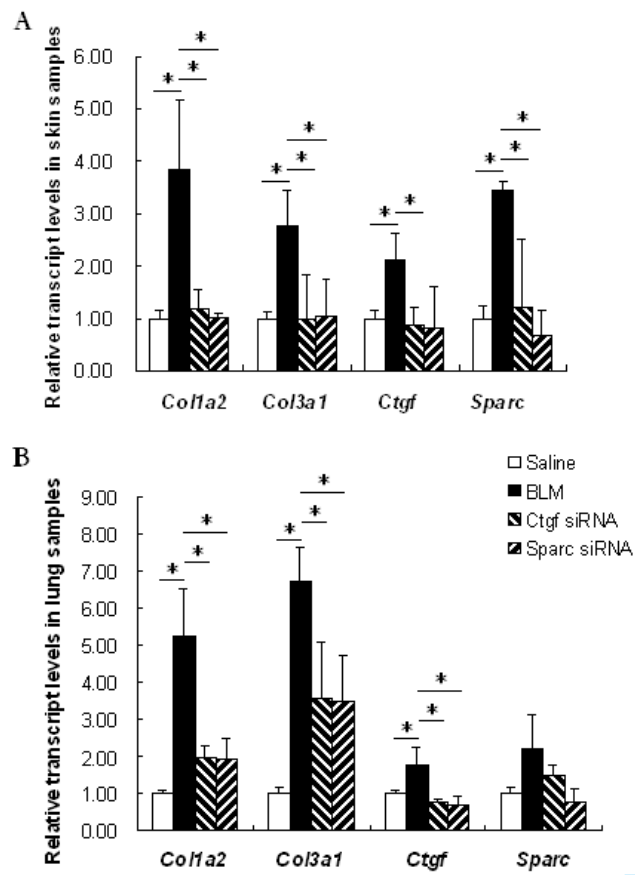 A
Relative transcript levels in skin samples
6.00
5.00
4.00
3.00
2.00
1.00
0.00
* * *
* * *
* *
* * *
Col1a2 Col3a1 Ctgf Sparc
B
Relative transcript levels in lung samples
9.00
8.00
7.00
6.00
5.00
4.00
3.00
2.00
1.00
0.00
Saline
BLM
Ctgf siRNA
Sparc siRNA
* * *
* * *
* * *
Col1a2 Col3a1 Ctgf Sparc